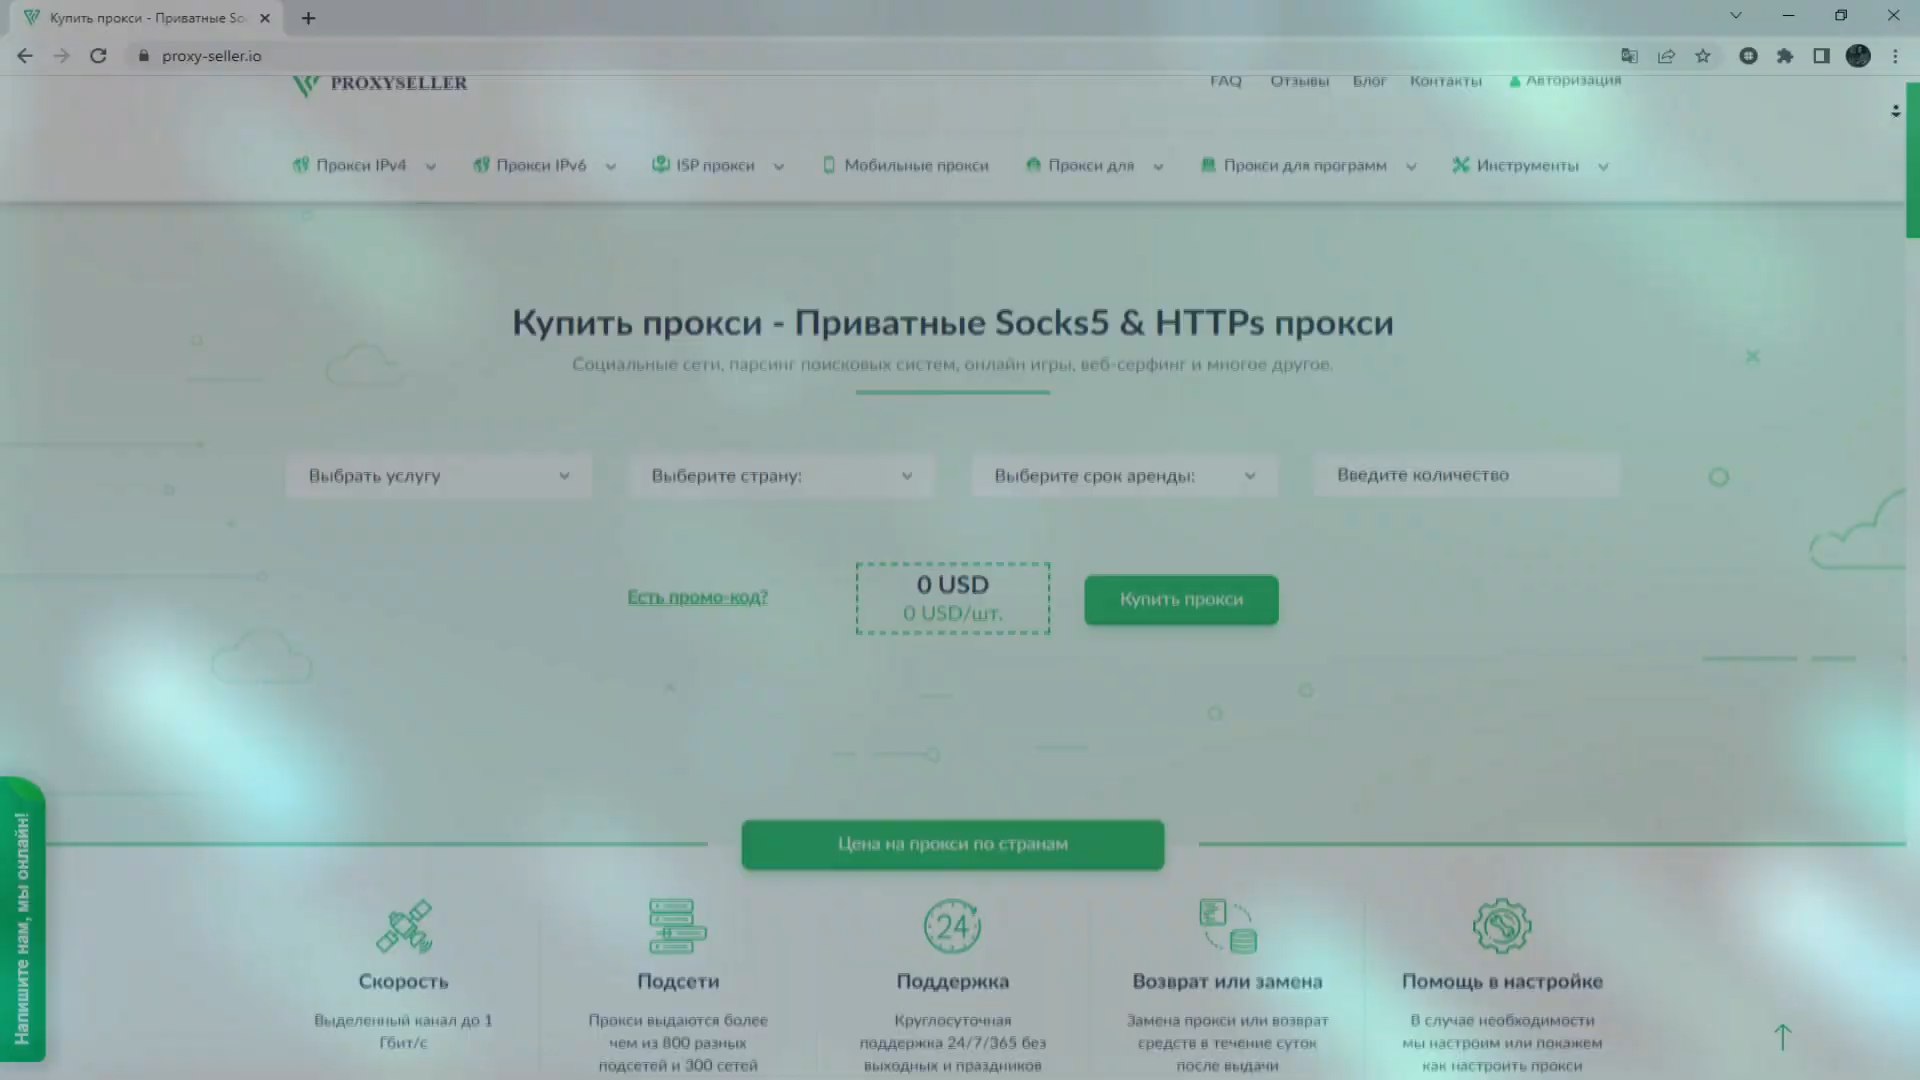 Купить прокси - Приватные So
proxy-seller.io
PROXYSELLER
FAQ Отзывы Блог Контакты Авторизация
Прокси IPv4 Прокси IPv6 ISP прокси Мобильные прокси Прокси для Прокси для программ Инструменты
Купить прокси - Приватные Socks5 & HTTPs прокси
Социальные сети, парсинг поисковых систем, онлайн игры, веб-серфинг и многое другое.
Выбрать услугу Выберите страну: Выберите срок аренды: Введите количество
Есть промо-код?
0 USD
0 USD/шт.
Купить прокси
Цена на прокси по странам
Напишите нам, мы онлайн!
24
Скорость
Выделенный канал до 1
Гбит/с
Подсети
Прокси выдаются более
чем из 800 разных
подсетей и 300 сетей
Поддержка
Круглосуточная
поддержка 24/7/365 без
выходных и праздников
Возврат или замена
Замена прокси или возврат
средств в течение суток
после выдачи
Помощь в настройке
В случае необходимости
мы настроим или покажем
как настроить прокси